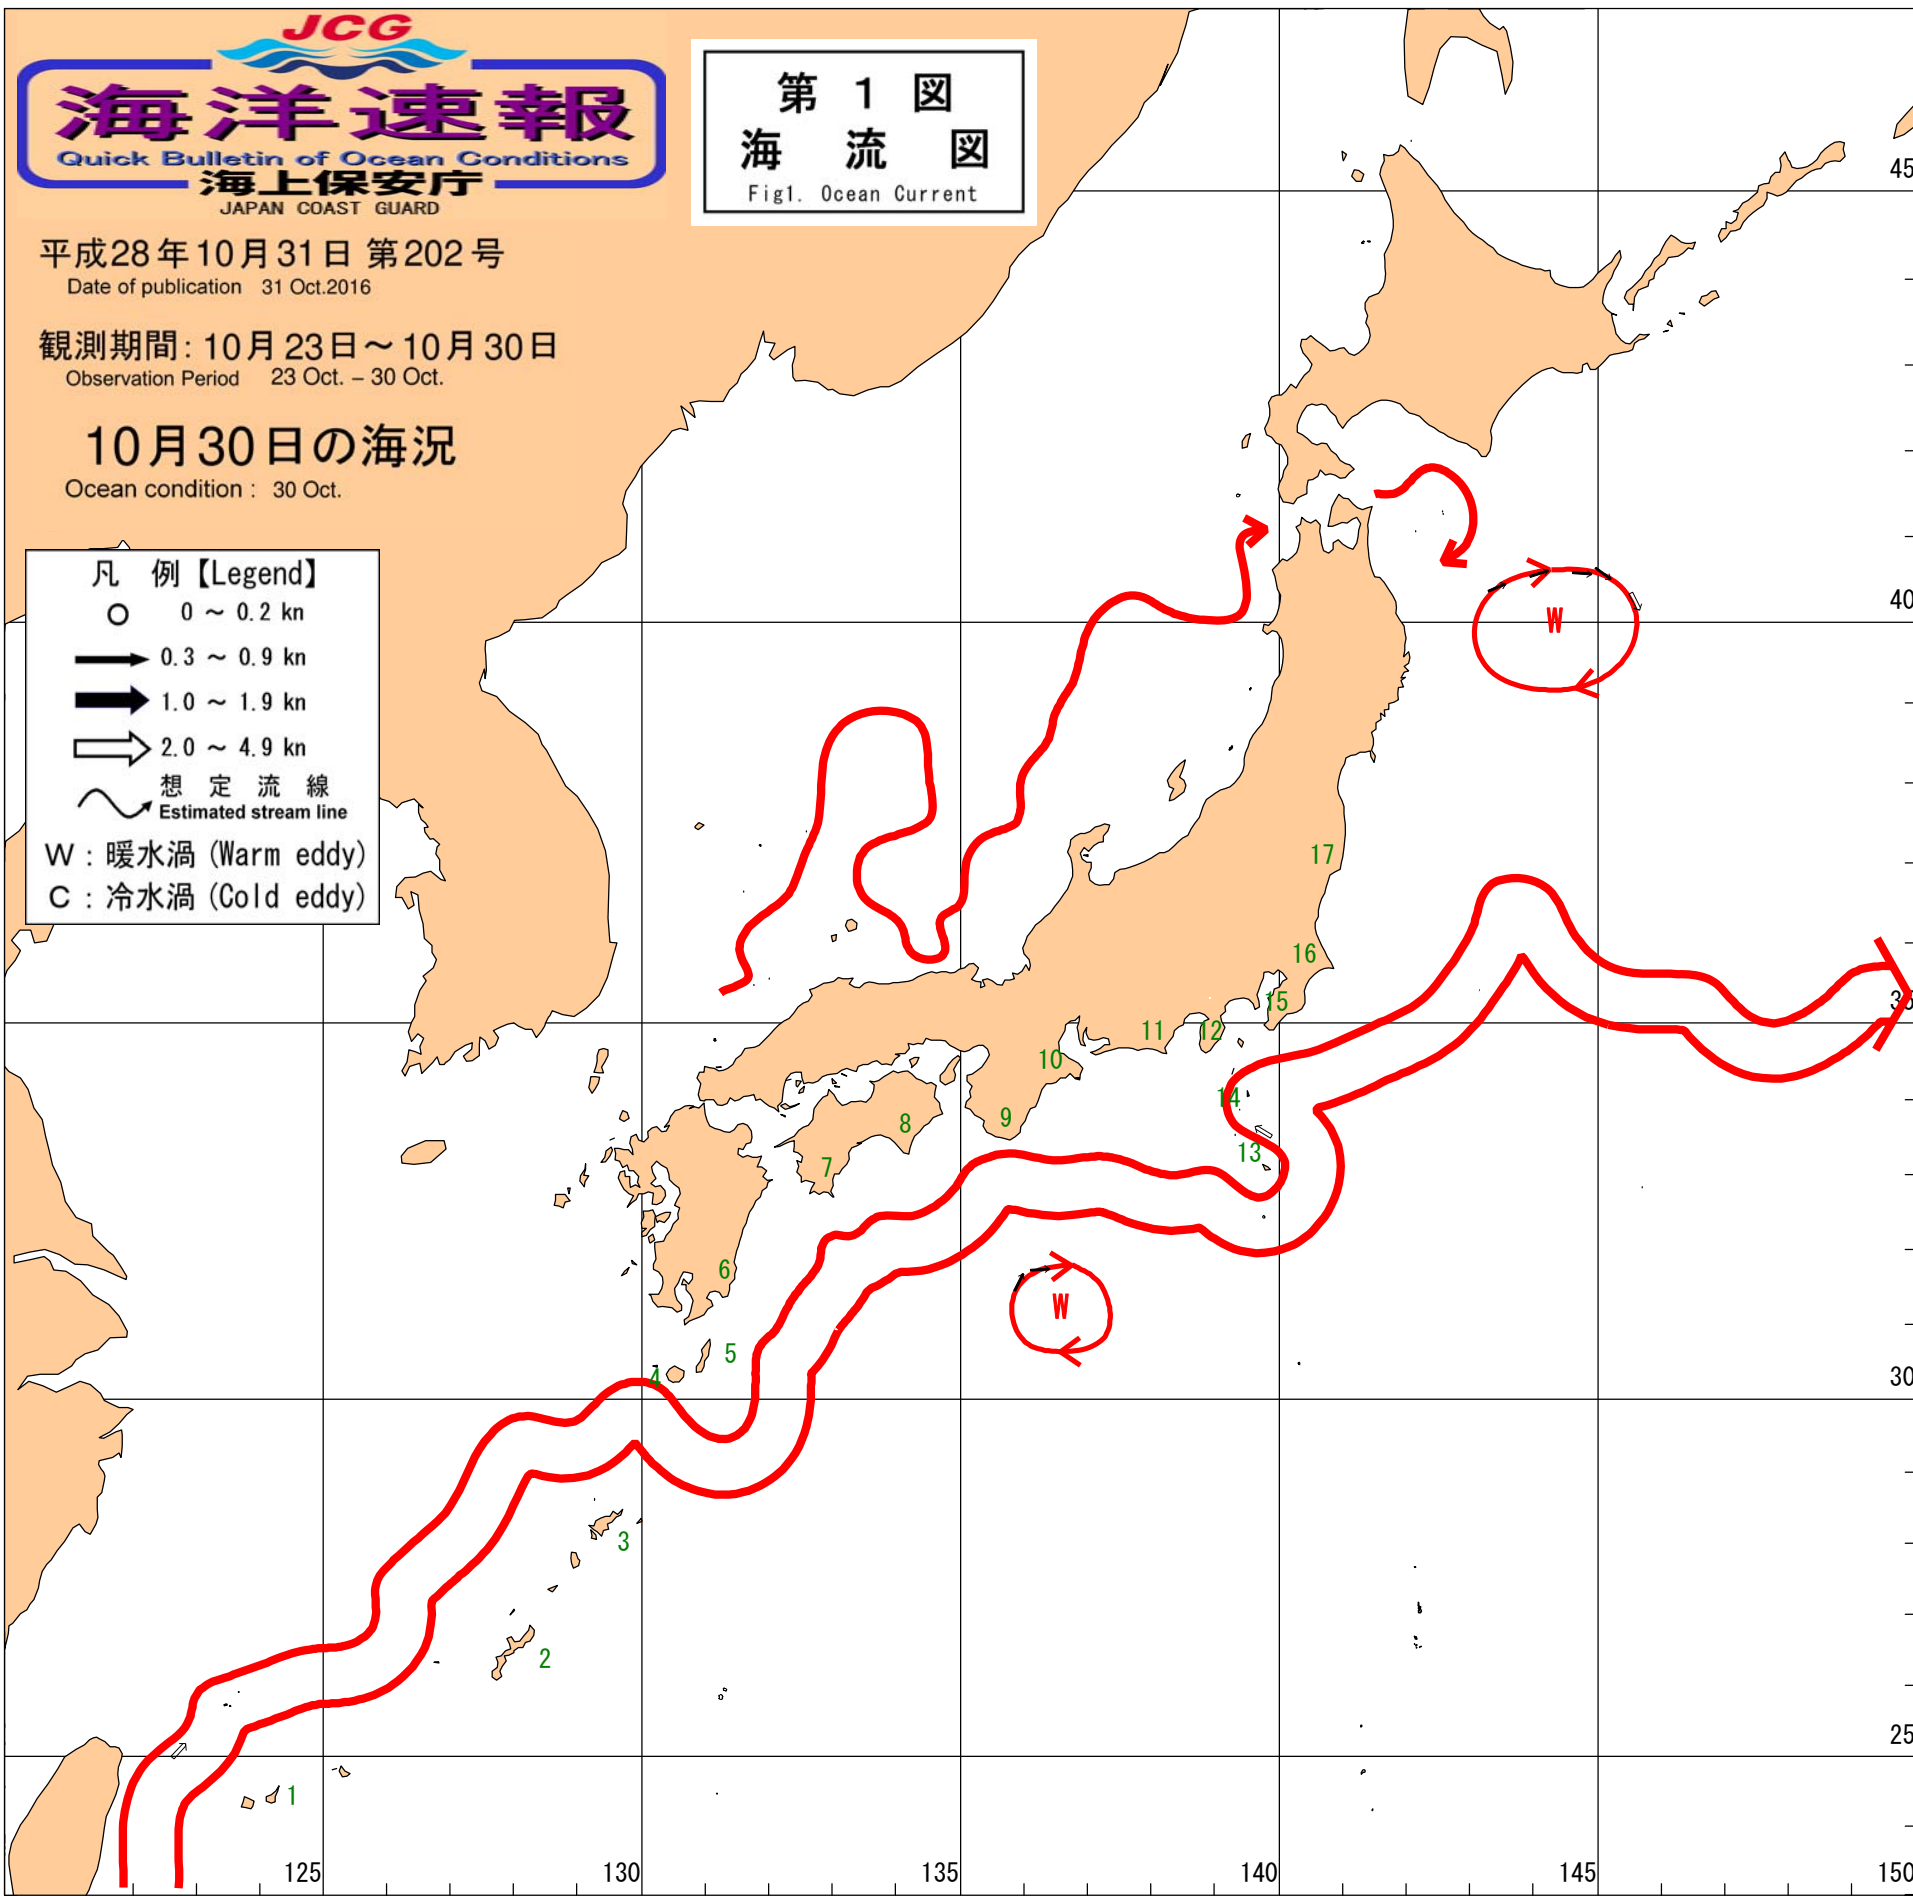 JCG
海洋速報
Quick Bulletin of Ocean Conditions
海上保安庁
JAPAN COAST GUARD
第 1 図
海 流 図
Fig1. Ocean Current
平成28年10月31日 第202号
Date of publication 31 Oct.2016
観測期間: 10月23日～10月30日
Observation Period 23 Oct. – 30 Oct.
10月30日の海況
Ocean condition : 30 Oct.
凡 例【Legend】
0 ～ 0.2 kn
0.3 ～ 0.9 kn
1.0 ～ 1.9 kn
2.0 ～ 4.9 kn
想 定 流 線
Estimated stream line
W : 暖水渦 (Warm eddy)
C : 冷水渦 (Cold eddy)
45
40
W
17
16
35
15
12
11
10
14
9
8
13
7
6
W
5
4
30
3
2
25
1
125
130
135
140
145
150